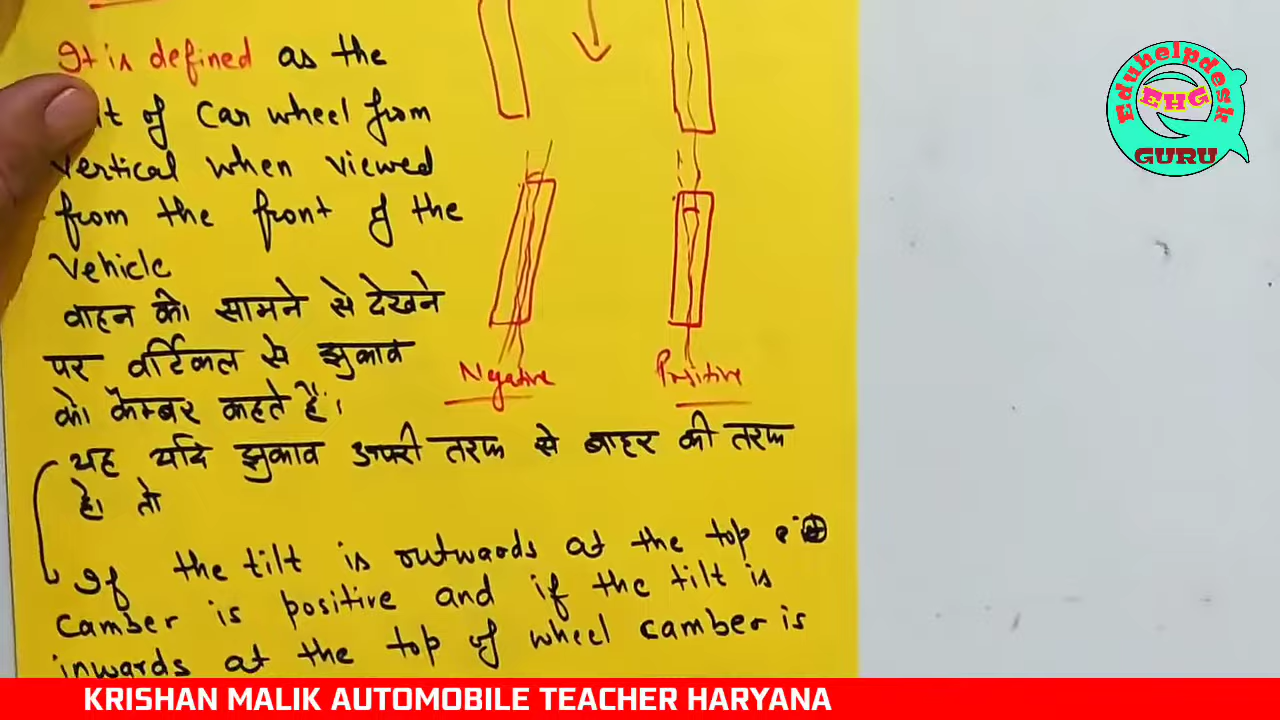 It is defined as the
of Car wheel from
vertical when viewed
from the front of the
Vehicle
वाहन को सामने से देखने
पर वर्टिकल से झुकाव
को कैम्बर कहते हैं।
यह यदि झुकाव ऊपरी तरफ से बाहर की तरफ
है। तो
If the tilt is outwards at the top
camber is positive and if the tilt is
inwards at the top of wheel camber is
Negative
Positive
Eduhelpdesk
EHG
GURU
KRISHAN MALIK AUTOMOBILE TEACHER HARYANA